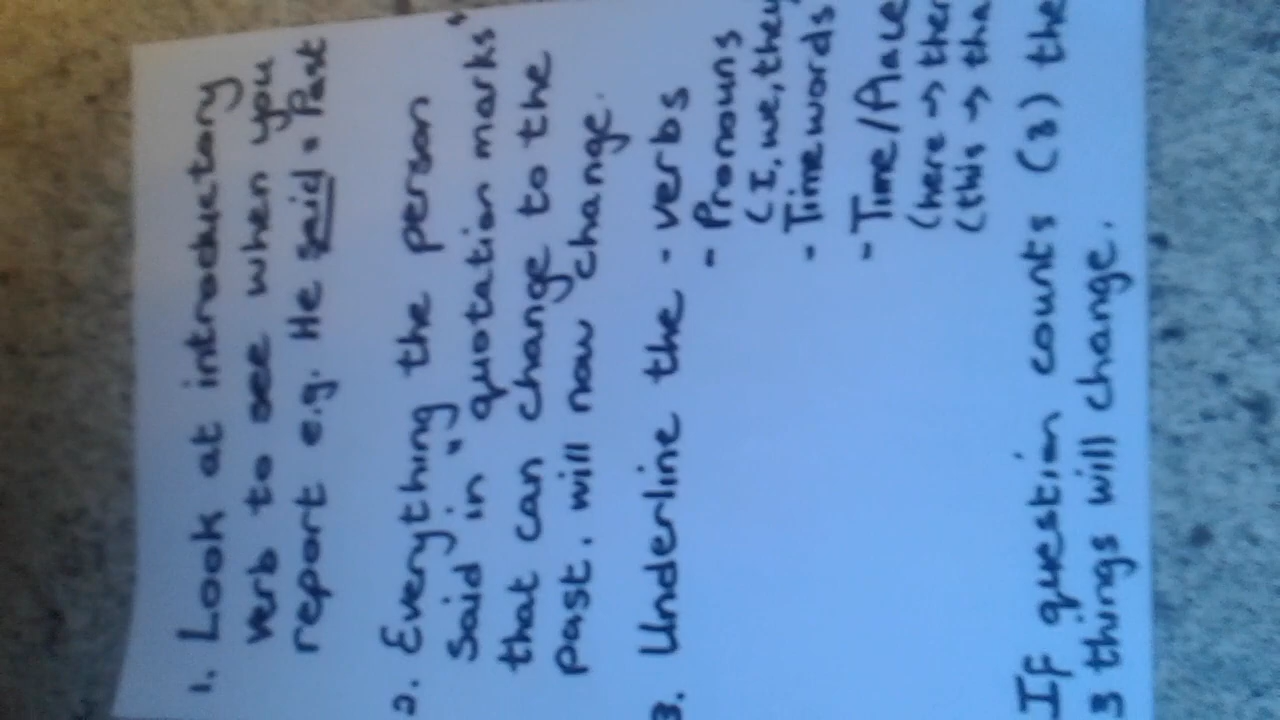 1. Look at introductory
verb to see when you
report e.g. He said = Past
2. Everything the person
said in " quotation marks"
that can change to the
past. will now change.
3. Underline the - verbs
- Pronouns
(I, we, they
- Time words
- Time/Place
(here → ther
(this → tha
If question counts (3) the
3 things will change.